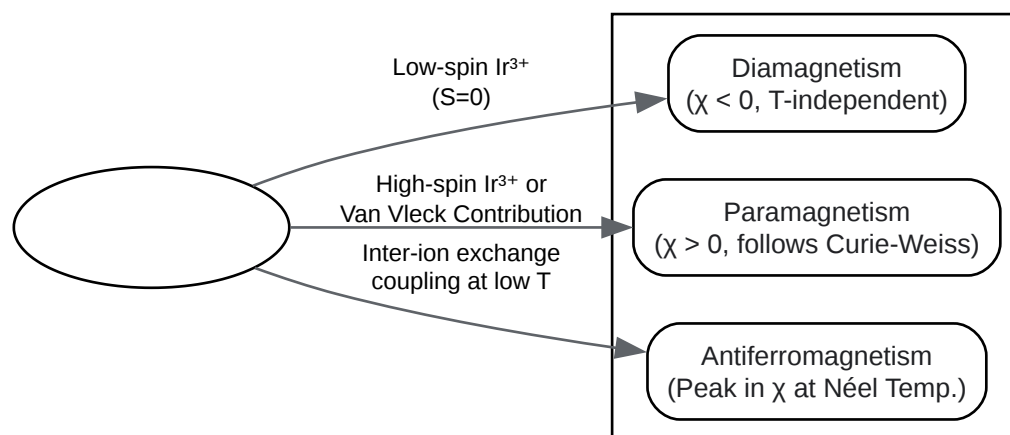 Low-spin Ir³⁺
(S=0)
Diamagnetism
(χ < 0, T-independent)
High-spin Ir³⁺ or
Van Vleck Contribution
Paramagnetism
(χ > 0, follows Curie-Weiss)
Inter-ion exchange
coupling at low T
Antiferromagnetism
(Peak in χ at Néel Temp.)